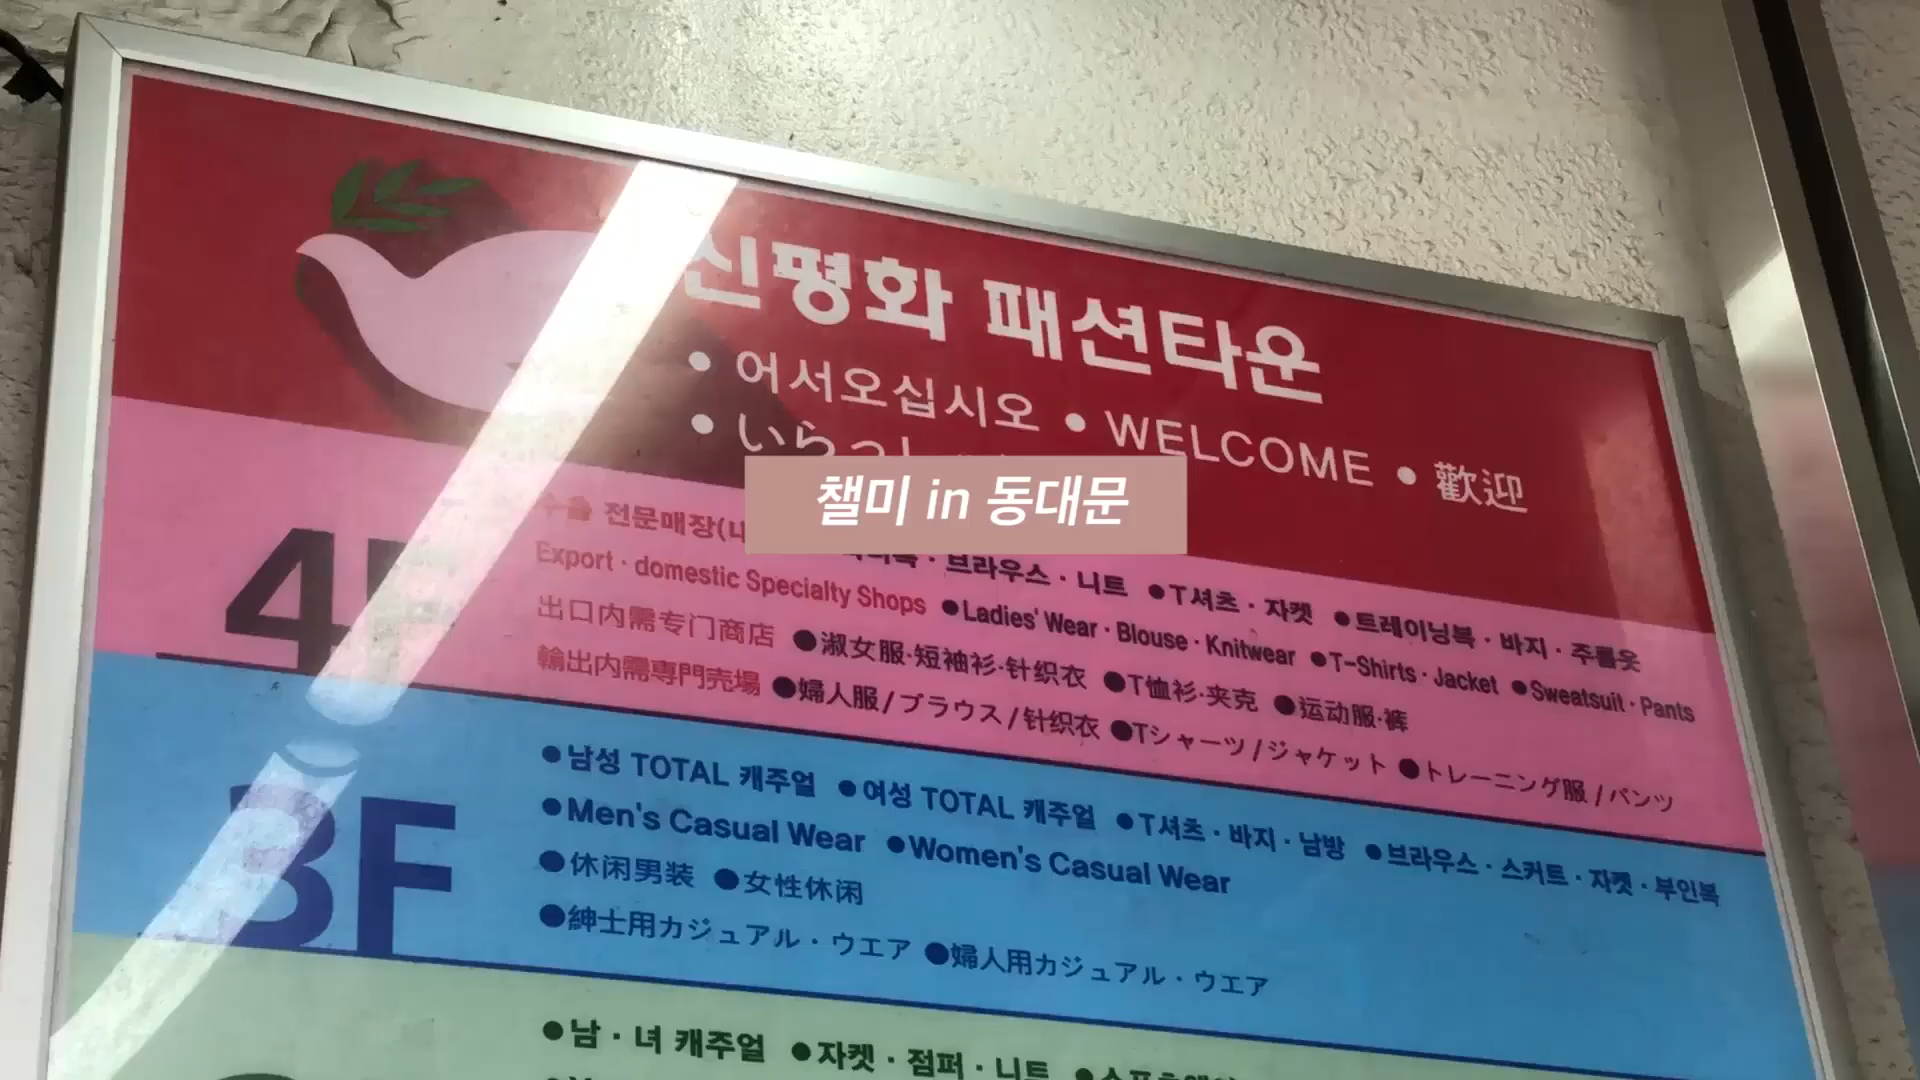 신평화 패션타운
• 어서오십시오 • WELCOME • 歡迎
• いらっし
챌미 in 동대문
4F
수출 전문매장(내 · 브라우스 · 니트 ●T셔츠 · 자켓 ●트레이닝복 · 바지 · 주름옷
Export · domestic Specialty Shops ●Ladies' Wear · Blouse · Knitwear ●T-Shirts · Jacket ●Sweatsuit · Pants
出口内需专门商店 ●淑女服·短袖衫·针织衣 ●T恤衫·夹克 ●运动服·裤
輸出内需専門売場 ●婦人服/ブラウス/针织衣 ●Tシャーツ/ジャケット ●トレーニング服/パンツ
3F
●남성 TOTAL 캐주얼 ●여성 TOTAL 캐주얼 ●T셔츠 · 바지 · 남방 ●브라우스 · 스커트 · 자켓 · 부인복
●Men's Casual Wear ●Women's Casual Wear
●休闲男装 ●女性休闲
●紳士用カジュアル・ウエア ●婦人用カジュアル・ウエア
●남 · 녀 캐주얼 ●자켓 · 점퍼 · 니트